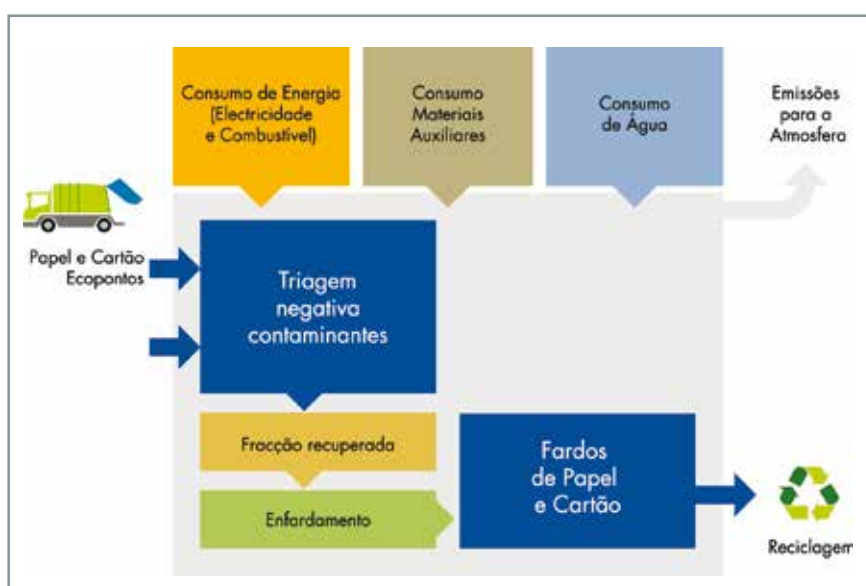 Consumo de Energia
(Electricidade
e Combustível)
Consumo
Materiais
Auxiliares
Consumo
de Água
Emissões
para a
Atmosfera
Papel e Cartão
Ecopontos
Triagem
negativa
contaminantes
Fracção recuperada
Enfardamento
Fardos
de Papel
e Cartão
Reciclagem